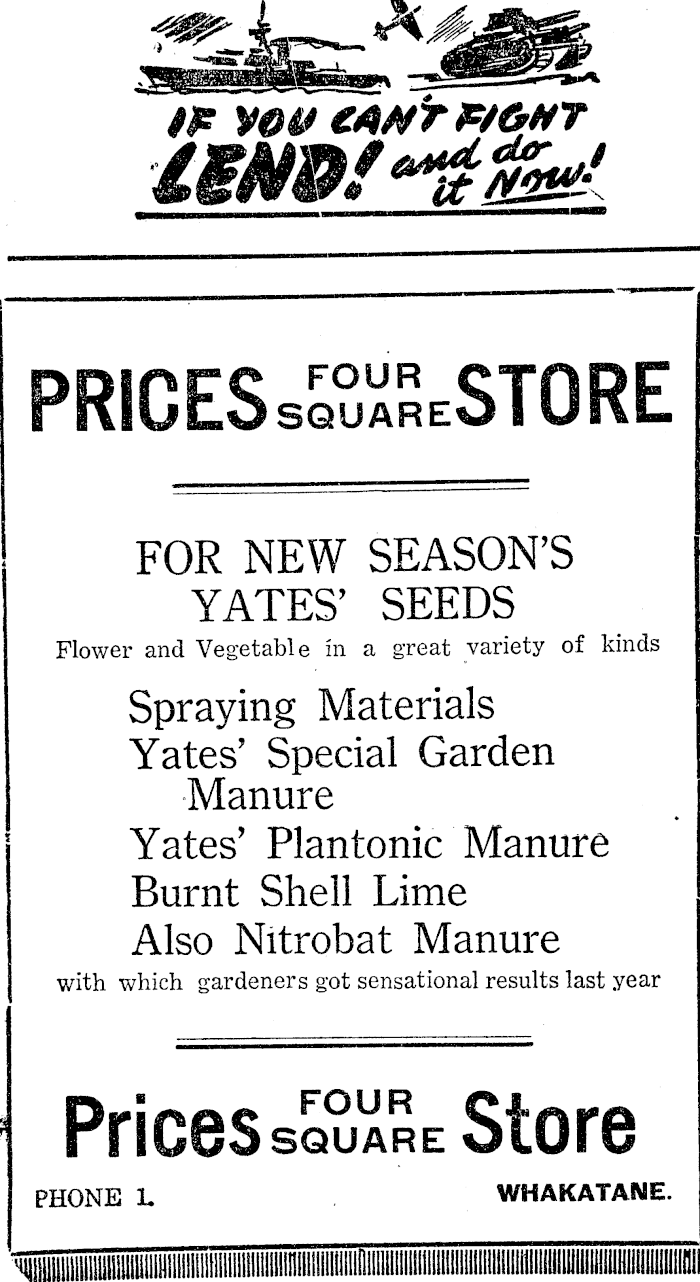 IF YOU CAN'T FIGHT
LEND! and do
it Now!
PRICES FOUR SQUARE STORE
FOR NEW SEASON'S
YATES' SEEDS
Flower and Vegetable in a great variety of kinds
Spraying Materials
Yates' Special Garden
Manure
Yates' Plantonic Manure
Burnt Shell Lime
Also Nitrobat Manure
with which gardeners got sensational results last year
Prices FOUR SQUARE Store
PHONE 1. WHAKATANE.